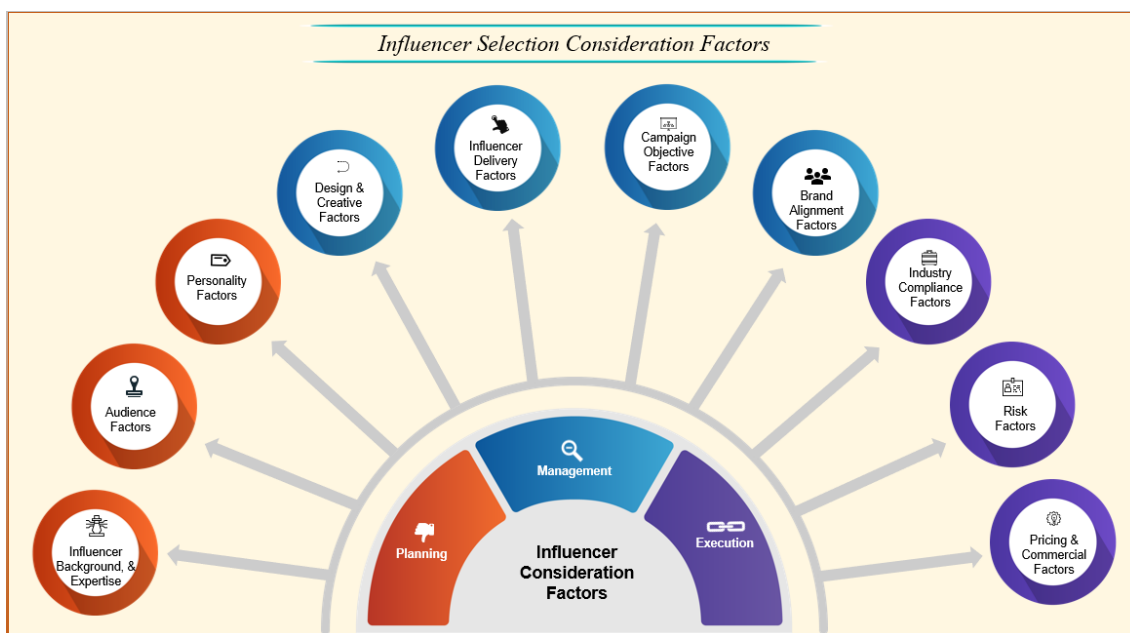 Influencer Selection Consideration Factors
Influencer
Delivery
Factors
Campaign
Objective
Factors
Design &
Creative
Factors
Brand
Alignment
Factors
Personality
Factors
Industry
Compliance
Factors
Audience
Factors
Risk
Factors
Influencer
Background, &
Expertise
Pricing &
Commercial
Factors
Management
Planning
Execution
Influencer
Consideration
Factors